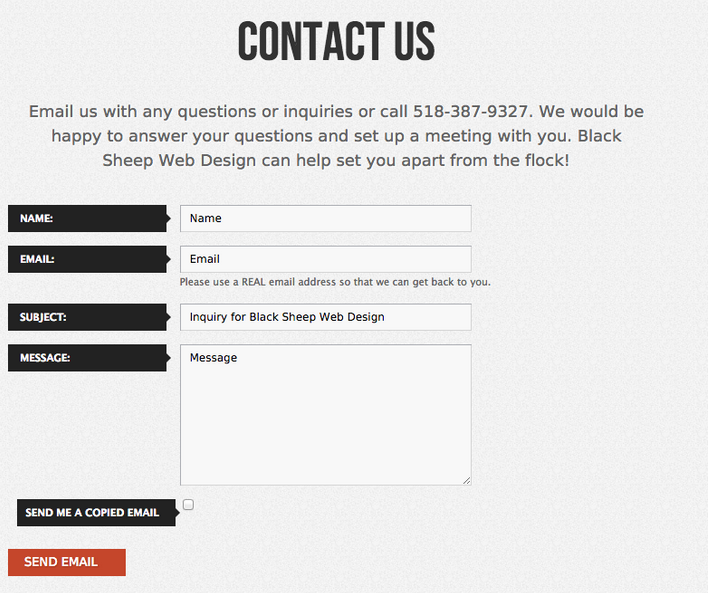 CONTACT US
Email us with any questions or inquiries or call 518-387-9327. We would be
happy to answer your questions and set up a meeting with you. Black
Sheep Web Design can help set you apart from the flock!
NAME:
Name
EMAIL:
Email
Please use a REAL email address so that we can get back to you.
SUBJECT:
Inquiry for Black Sheep Web Design
MESSAGE:
Message
SEND ME A COPIED EMAIL
SEND EMAIL